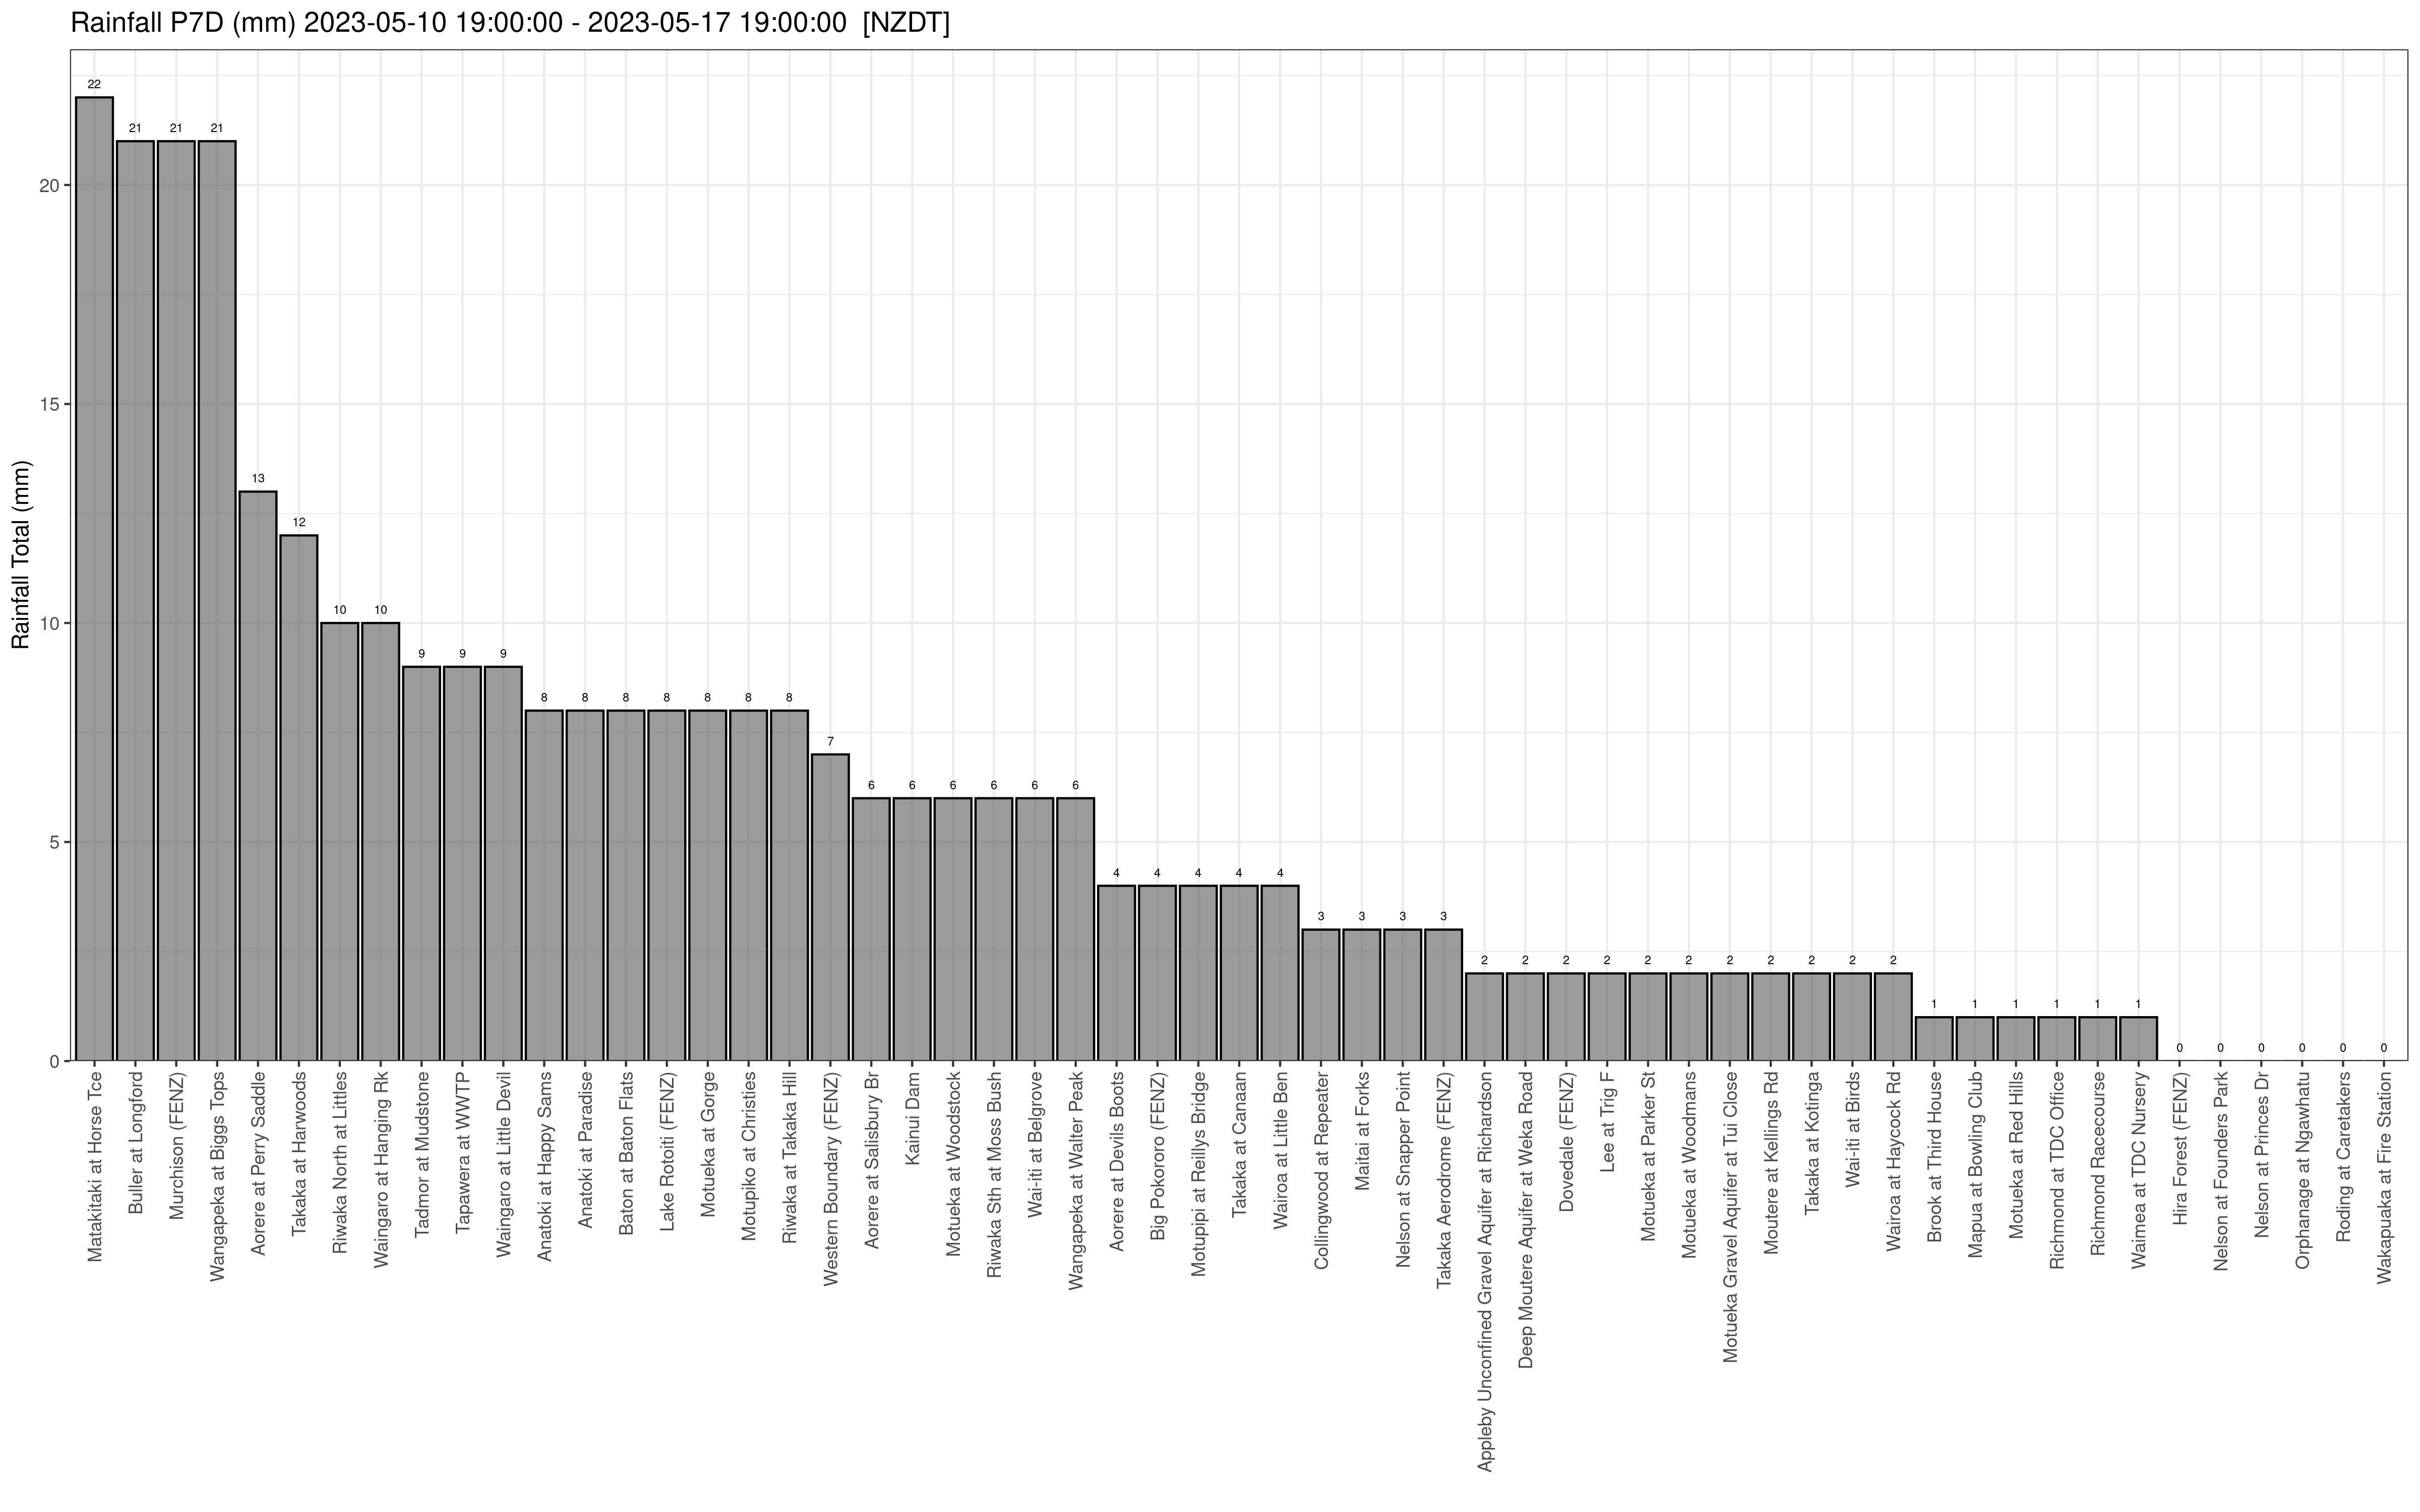 Rainfall P7D (mm) 2023-05-10 19:00:00 - 2023-05-17 19:00:00  [NZDT]
Rainfall Total (mm)
20
15
10
5
0
22
21
21
21
13
12
10
10
9
9
9
8
8
8
8
8
8
8
7
6
6
6
6
6
6
4
4
4
4
4
3
3
3
3
2
2
2
2
2
2
2
2
2
2
2
1
1
1
1
1
1
0
0
0
0
0
0
Matakitaki at Horse Tce
Buller at Longford
Murchison (FENZ)
Wangapeka at Biggs Tops
Aorere at Perry Saddle
Takaka at Harwoods
Riwaka North at Littles
Waingaro at Hanging Rk
Tadmor at Mudstone
Tapawera at WWTP
Waingaro at Little Devil
Anatoki at Happy Sams
Anatoki at Paradise
Baton at Baton Flats
Lake Rotoiti (FENZ)
Motueka at Gorge
Motupiko at Christies
Riwaka at Takaka Hill
Western Boundary (FENZ)
Aorere at Salisbury Br
Kainui Dam
Motueka at Woodstock
Riwaka Sth at Moss Bush
Wai-iti at Belgrove
Wangapeka at Walter Peak
Aorere at Devils Boots
Big Pokororo (FENZ)
Motupipi at Reillys Bridge
Takaka at Canaan
Wairoa at Little Ben
Collingwood at Repeater
Maitai at Forks
Nelson at Snapper Point
Takaka Aerodrome (FENZ)
Appleby Unconfined Gravel Aquifer at Richardson
Deep Moutere Aquifer at Weka Road
Dovedale (FENZ)
Lee at Trig F
Motueka at Parker St
Motueka at Woodmans
Motueka Gravel Aquifer at Tui Close
Moutere at Kellings Rd
Takaka at Kotinga
Wai-iti at Birds
Wairoa at Haycock Rd
Brook at Third House
Mapua at Bowling Club
Motueka at Red Hills
Richmond at TDC Office
Richmond Racecourse
Waimea at TDC Nursery
Hira Forest (FENZ)
Nelson at Founders Park
Nelson at Princes Dr
Orphanage at Ngawhatu
Roding at Caretakers
Wakapuaka at Fire Station